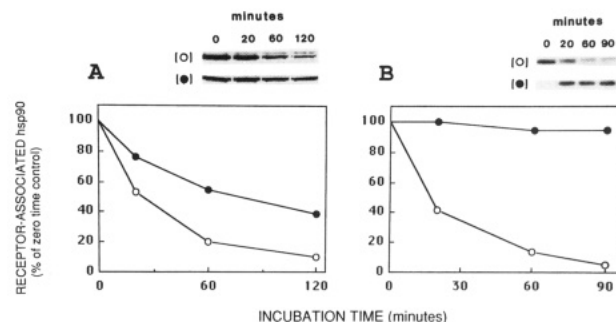 minutes
0 20 60 120
[○]
[●]
A
minutes
0 20 60 90
[○]
[●]
B
RECEPTOR-ASSOCIATED hsp90
(% of zero time control)
100
80
60
40
20
0
0 60 120
100
80
60
40
20
0
0 30 60 90
INCUBATION TIME (minutes)